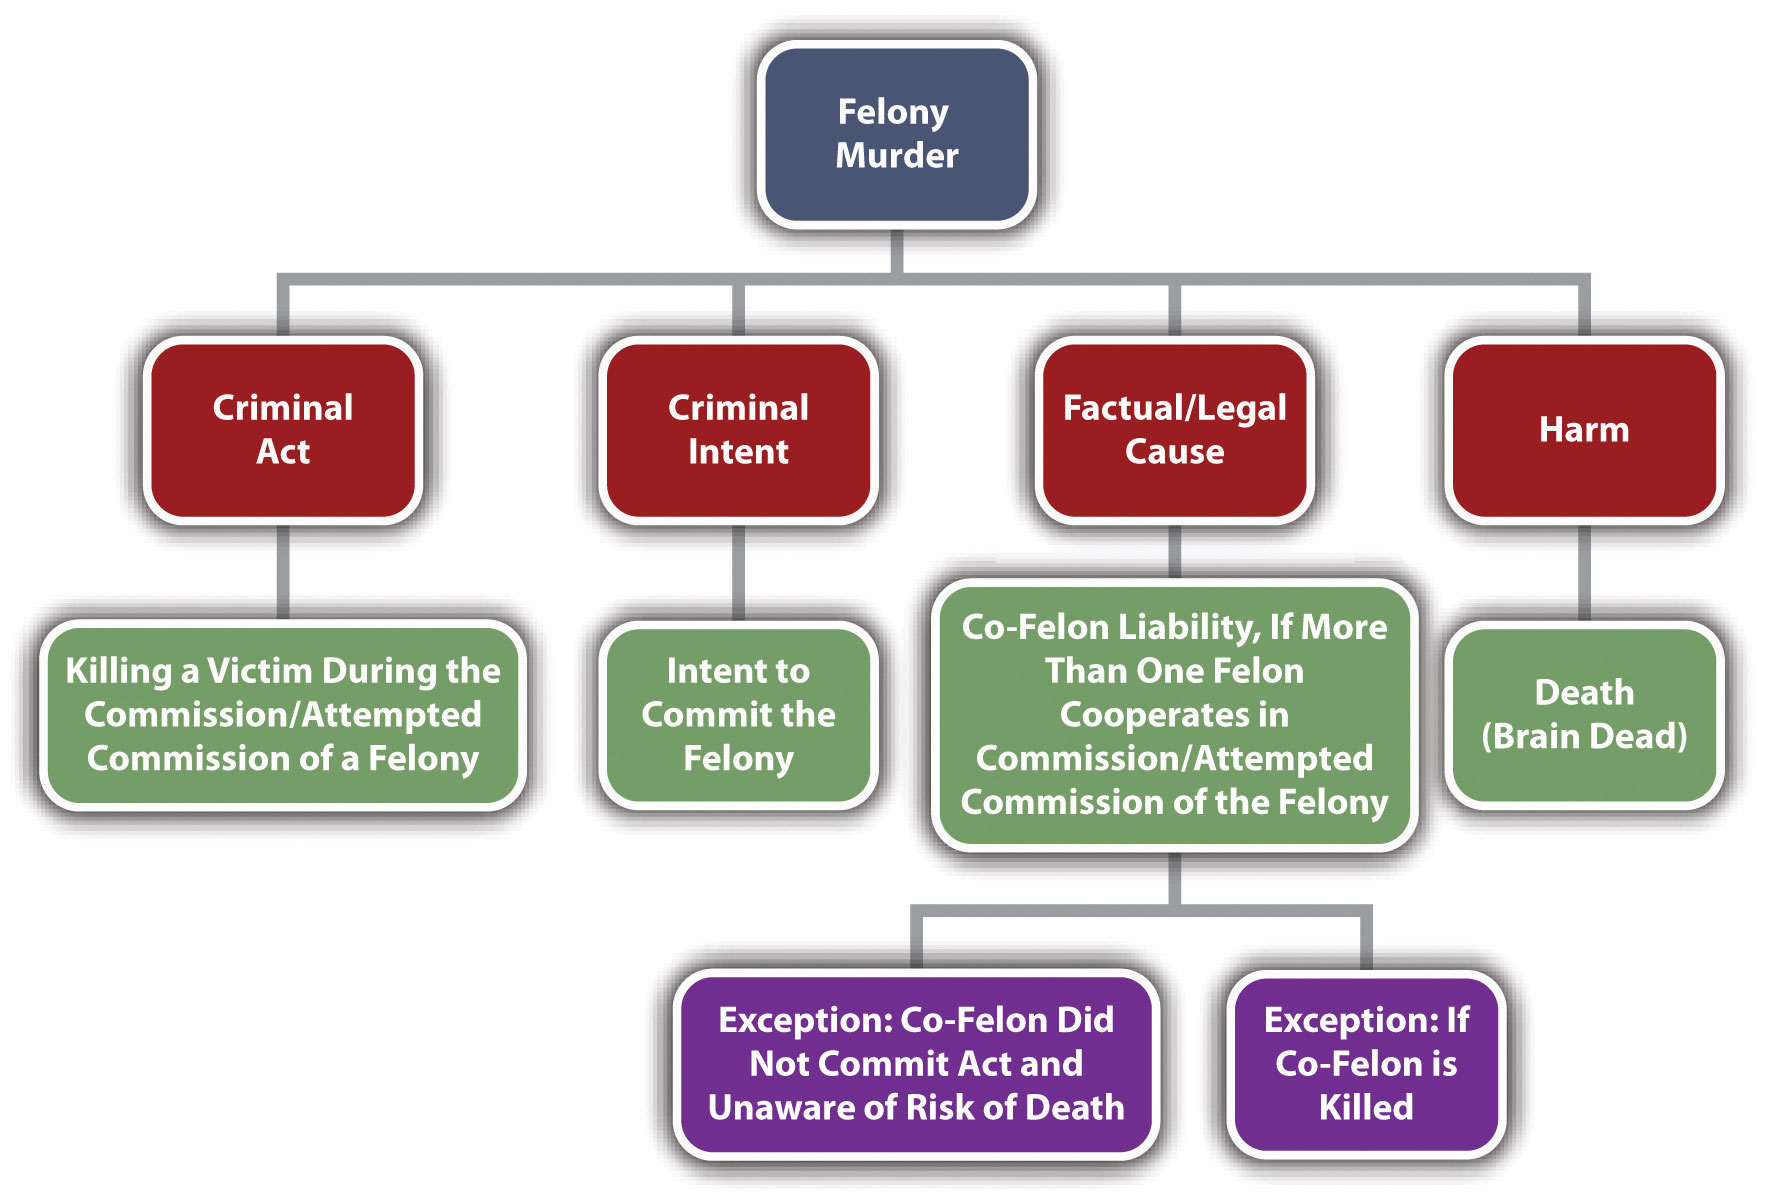 Felony
Murder
Criminal
Act
Criminal
Intent
Factual/Legal
Cause
Harm
Killing a Victim During the
Commission/Attempted
Commission of a Felony
Intent to
Commit the
Felony
Co-Felon Liability, If More
Than One Felon
Cooperates in
Commission/Attempted
Commission of the Felony
Death
(Brain Dead)
Exception: Co-Felon Did
Not Commit Act and
Unaware of Risk of Death
Exception: If
Co-Felon is
Killed